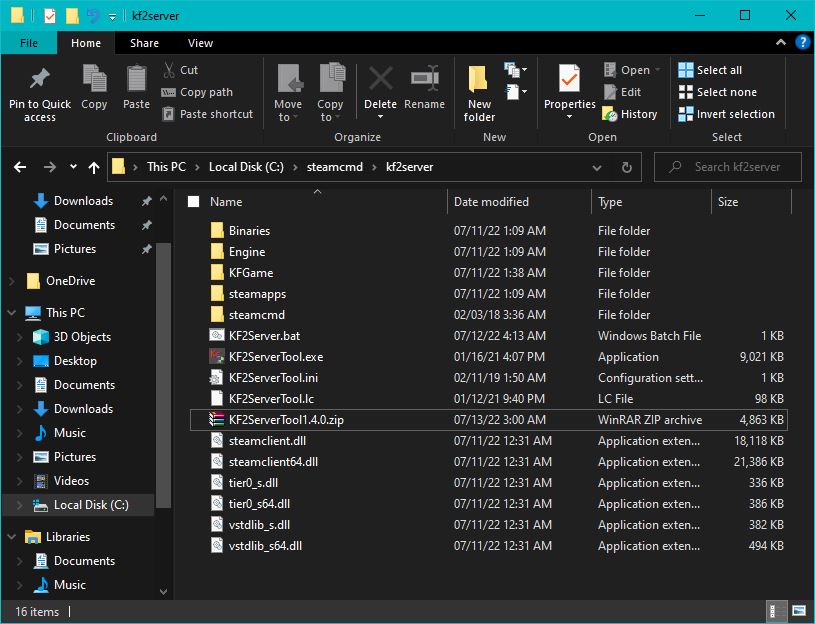 kf2server
File Home Share View
Pin to Quick access
Copy
Paste
Cut
Copy path
Paste shortcut
Clipboard
Move to
Copy to
Delete
Rename
Organize
New folder
New
Properties
Open
Edit
History
Open
Select all
Select none
Invert selection
Select
This PC > Local Disk (C:) > steamcmd > kf2server
Search kf2server
Downloads
Documents
Pictures
OneDrive
This PC
3D Objects
Desktop
Documents
Downloads
Music
Pictures
Videos
Local Disk (C:)
Libraries
Documents
Music
Name Date modified Type Size
Binaries 07/11/22 1:09 AM File folder
Engine 07/11/22 1:09 AM File folder
KFGame 07/11/22 1:38 AM File folder
steamapps 07/11/22 1:09 AM File folder
steamcmd 02/03/18 3:36 AM File folder
KF2Server.bat 07/12/22 4:13 AM Windows Batch File 1 KB
KF2ServerTool.exe 01/16/21 4:07 PM Application 9,021 KB
KF2ServerTool.ini 02/11/19 1:50 AM Configuration sett... 1 KB
KF2ServerTool.lc 01/12/21 9:40 PM LC File 98 KB
KF2ServerTool1.4.0.zip 07/13/22 3:00 AM WinRAR ZIP archive 4,863 KB
steamclient.dll 07/11/22 12:31 AM Application exten... 18,118 KB
steamclient64.dll 07/11/22 12:31 AM Application exten... 21,386 KB
tier0_s.dll 07/11/22 12:31 AM Application exten... 336 KB
tier0_s64.dll 07/11/22 12:31 AM Application exten... 386 KB
vstdlib_s.dll 07/11/22 12:31 AM Application exten... 382 KB
vstdlib_s64.dll 07/11/22 12:31 AM Application exten... 494 KB
16 items